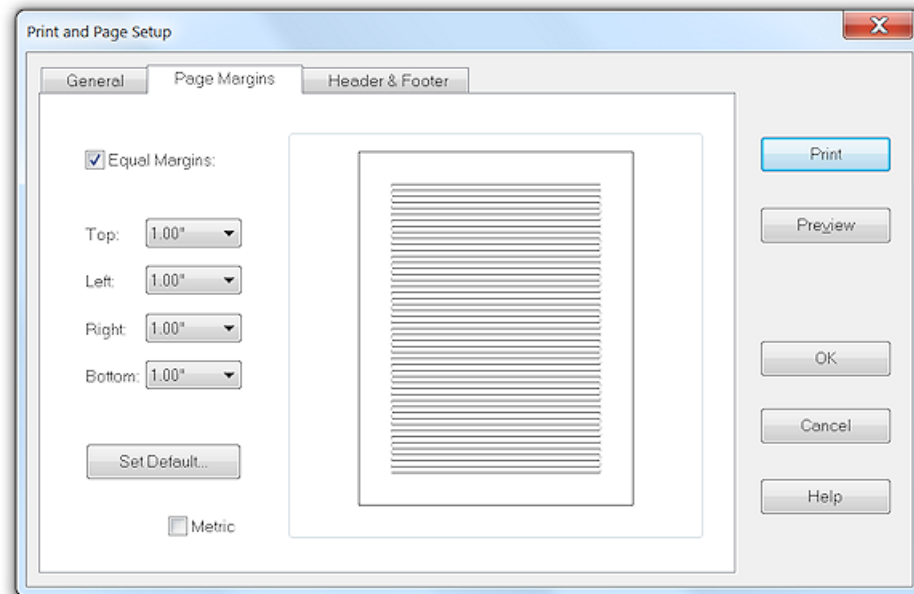 Print and Page Setup
General
Page Margins
Header & Footer
Equal Margins:
Top: 1.00"
Left: 1.00"
Right: 1.00"
Bottom: 1.00"
Set Default...
Metric
Print
Preview
OK
Cancel
Help